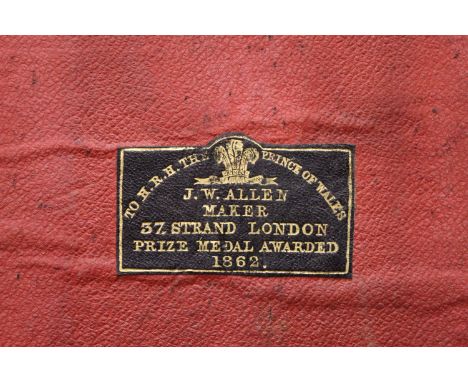 TO H.R.H. THE PRINCE OF WALES
J. W. ALLEN
MAKER
37, STRAND LONDON
PRIZE MEDAL AWARDED
1862.